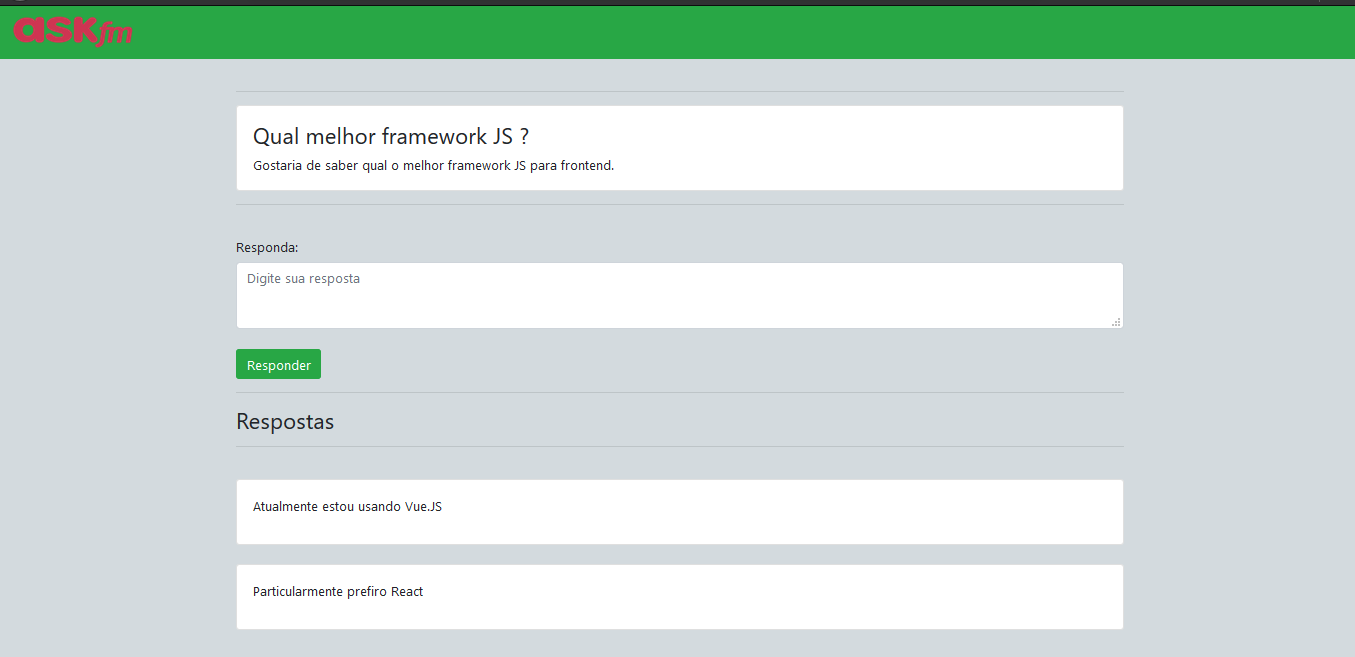 ASKfm
Qual melhor framework JS ?
Gostaria de saber qual o melhor framework JS para frontend.
Responda:
Digite sua resposta
Responder
Respostas
Atualmente estou usando Vue.JS
Particularmente prefiro React